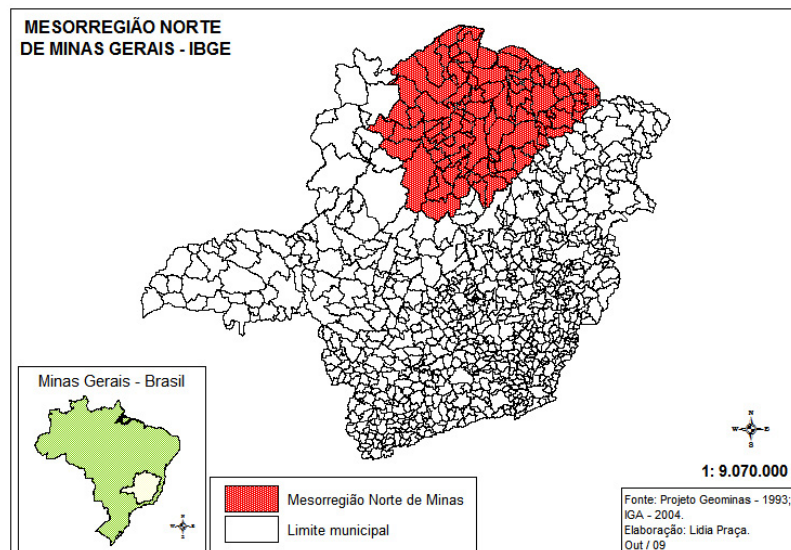 MESORREGIÃO NORTE
DE MINAS GERAIS - IBGE
Minas Gerais - Brasil
N
W E
S
Mesorregião Norte de Minas
Limite municipal
N
W E
S
1: 9.070.000
Fonte: Projeto Geominas - 1993;
IGA - 2004.
Elaboração: Lidia Praça.
Out / 09